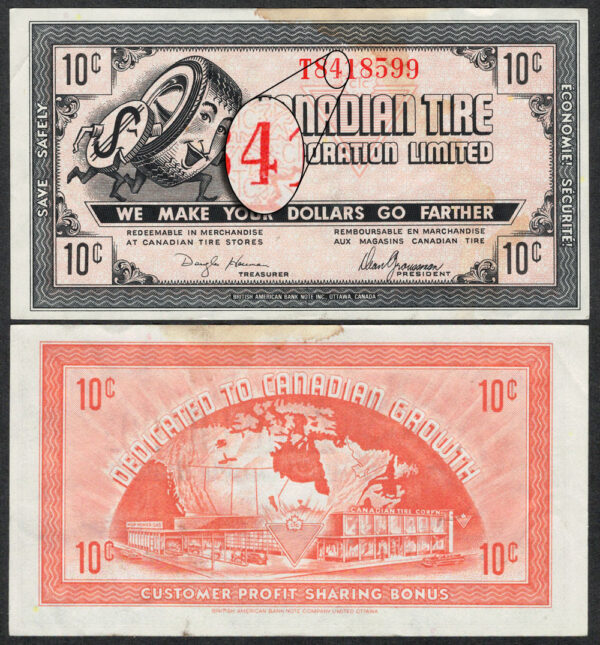 10¢
T8418599
10¢
ANADIAN TIRE
ORATION LIMITED
4
$
SAVE SAFELY
ECONOMIE SÉCURITÉ
WE MAKE YOUR DOLLARS GO FARTHER
REDEEMABLE IN MERCHANDISE
AT CANADIAN TIRE STORES
REMBOURSABLE EN MARCHANDISE
AUX MAGASINS CANADIAN TIRE
10¢
10¢
TREASURER
PRESIDENT
BRITISH AMERICAN BANK NOTE INC., OTTAWA, CANADA
10¢
10¢
DEDICATED TO CANADIAN GROWTH
CANADIAN TIRE CORPN
10¢
10¢
CUSTOMER PROFIT SHARING BONUS
BRITISH AMERICAN BANK NOTE COMPANY LIMITED OTTAWA